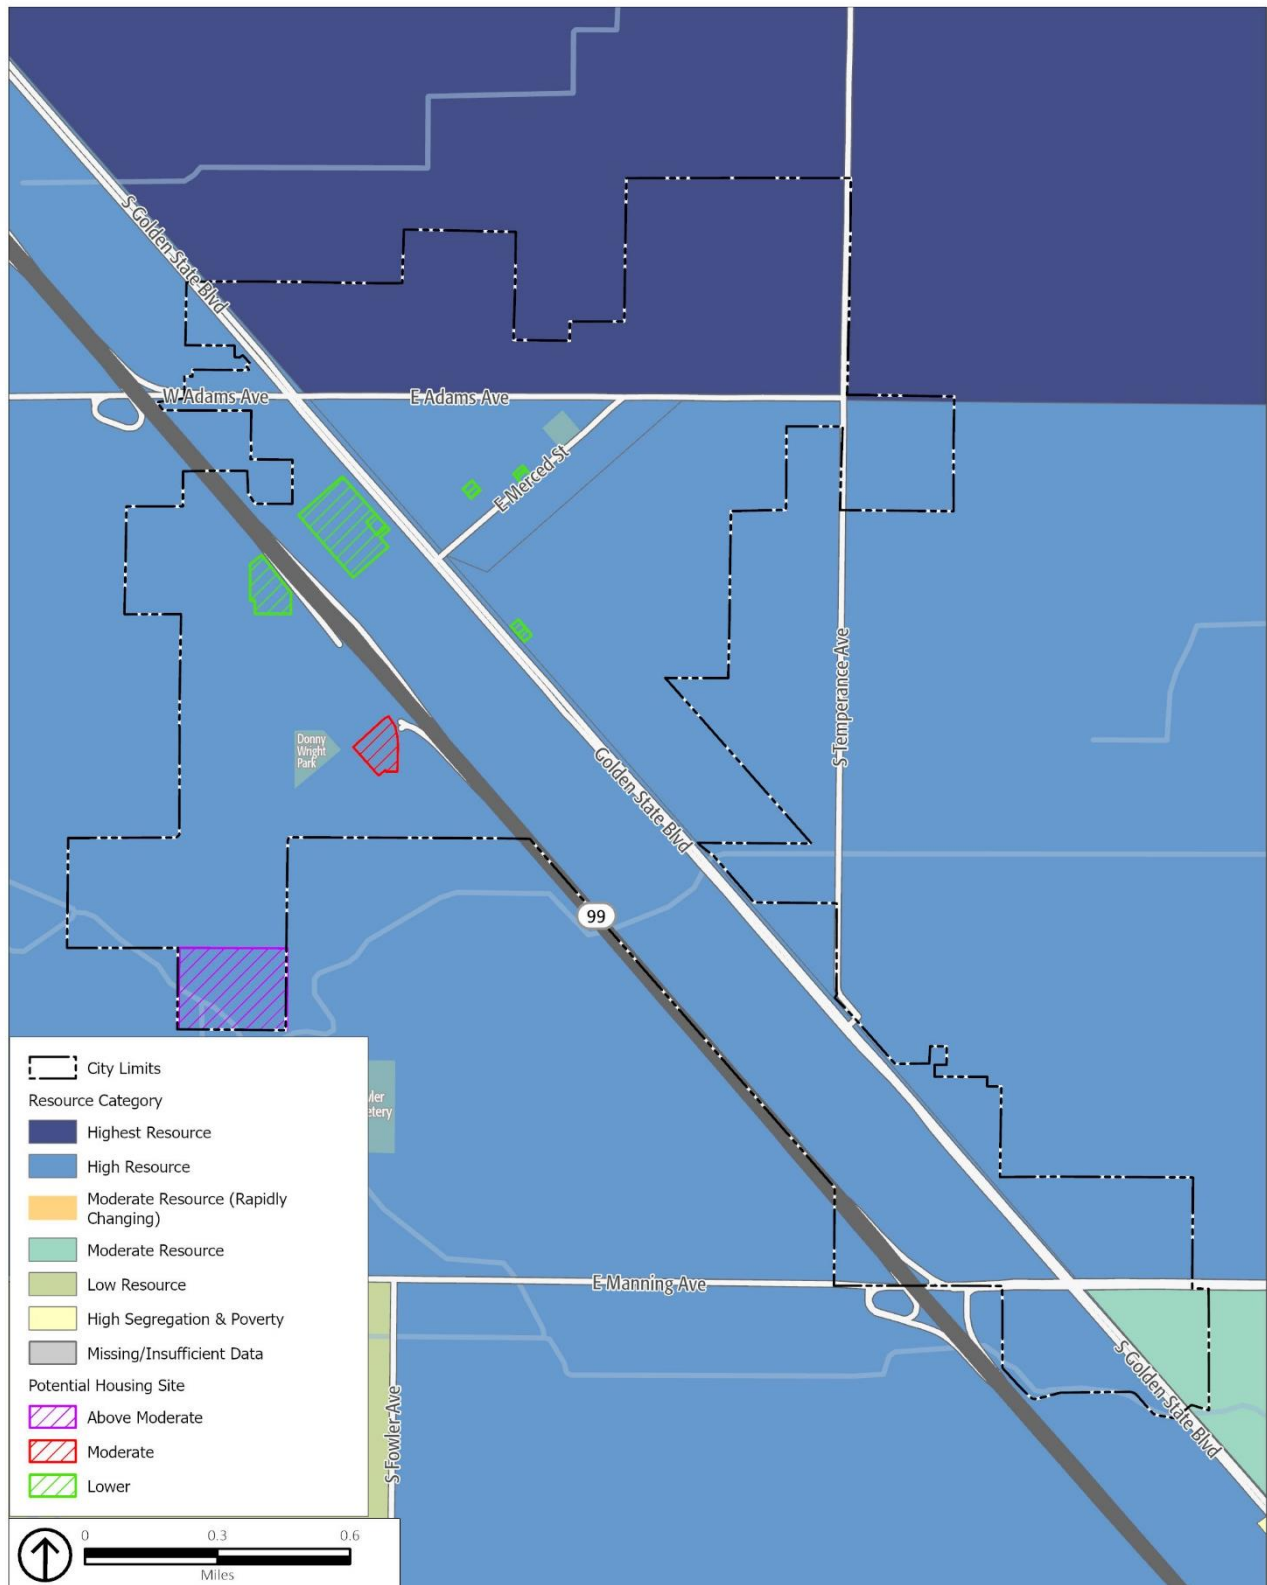 S Golden State Blvd
W Adams Ave
E Adams Ave
E Merced St
S Temperance Ave
Donny
Wright
Park
Golden State Blvd
99
wler
etery
E Manning Ave
S Fowler Ave
S Golden State Blvd
City Limits
Resource Category
Highest Resource
High Resource
Moderate Resource (Rapidly
Changing)
Moderate Resource
Low Resource
High Segregation & Poverty
Missing/Insufficient Data
Potential Housing Site
Above Moderate
Moderate
Lower
0 0.3 0.6
Miles